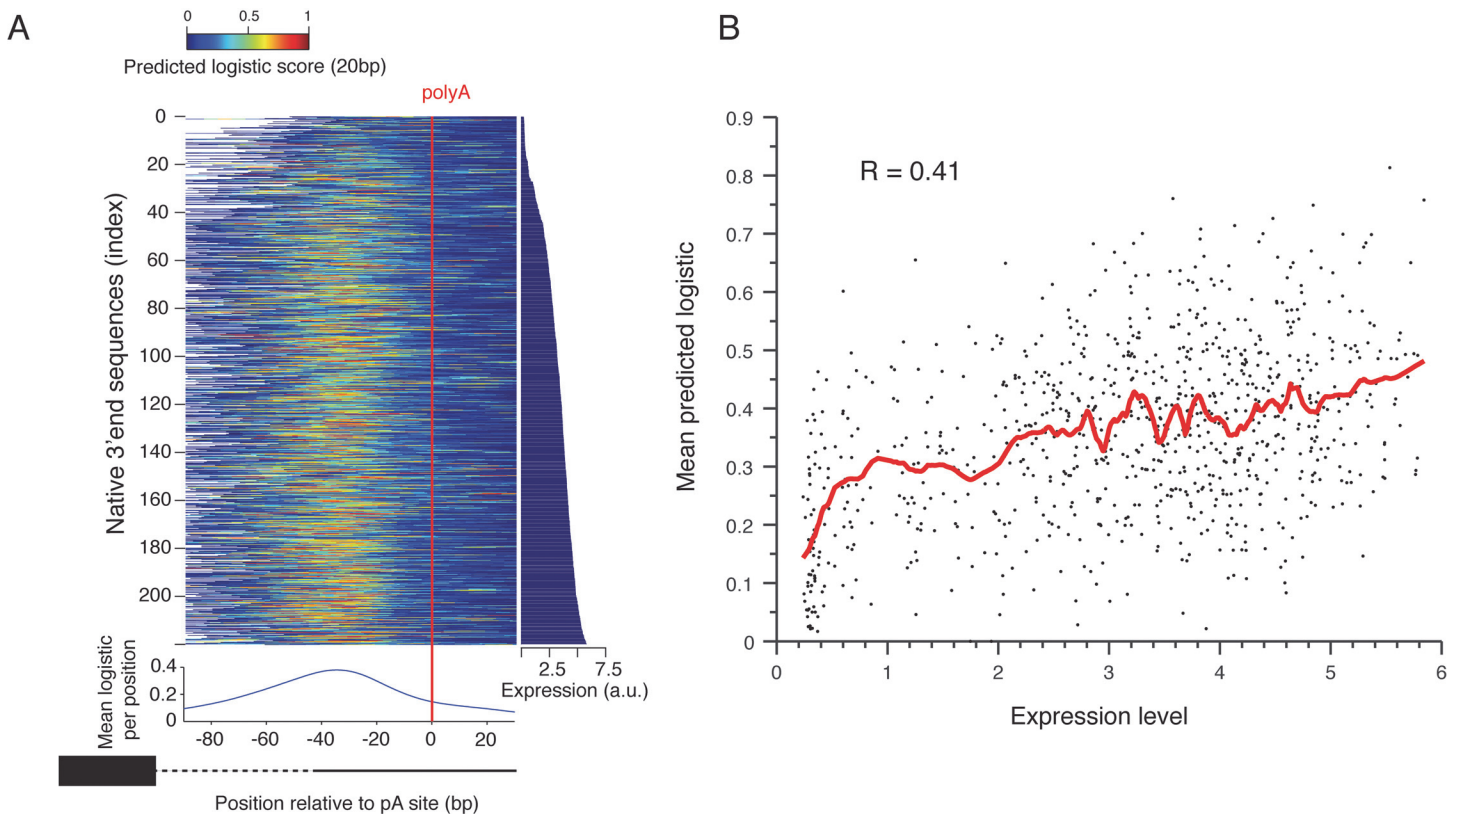 A
0 0.5 1
Predicted logistic score (20bp)
polyA
Native 3'end sequences (index)
0
20
40
60
80
100
120
140
160
180
200
2.5 7.5
Expression (a.u.)
Mean logistic
per position
0.4
0.2
0
-80 -60 -40 -20 0 20
Position relative to pA site (bp)
B
R = 0.41
Mean predicted logistic
0.9
0.8
0.7
0.6
0.5
0.4
0.3
0.2
0.1
0
0 1 2 3 4 5 6
Expression level